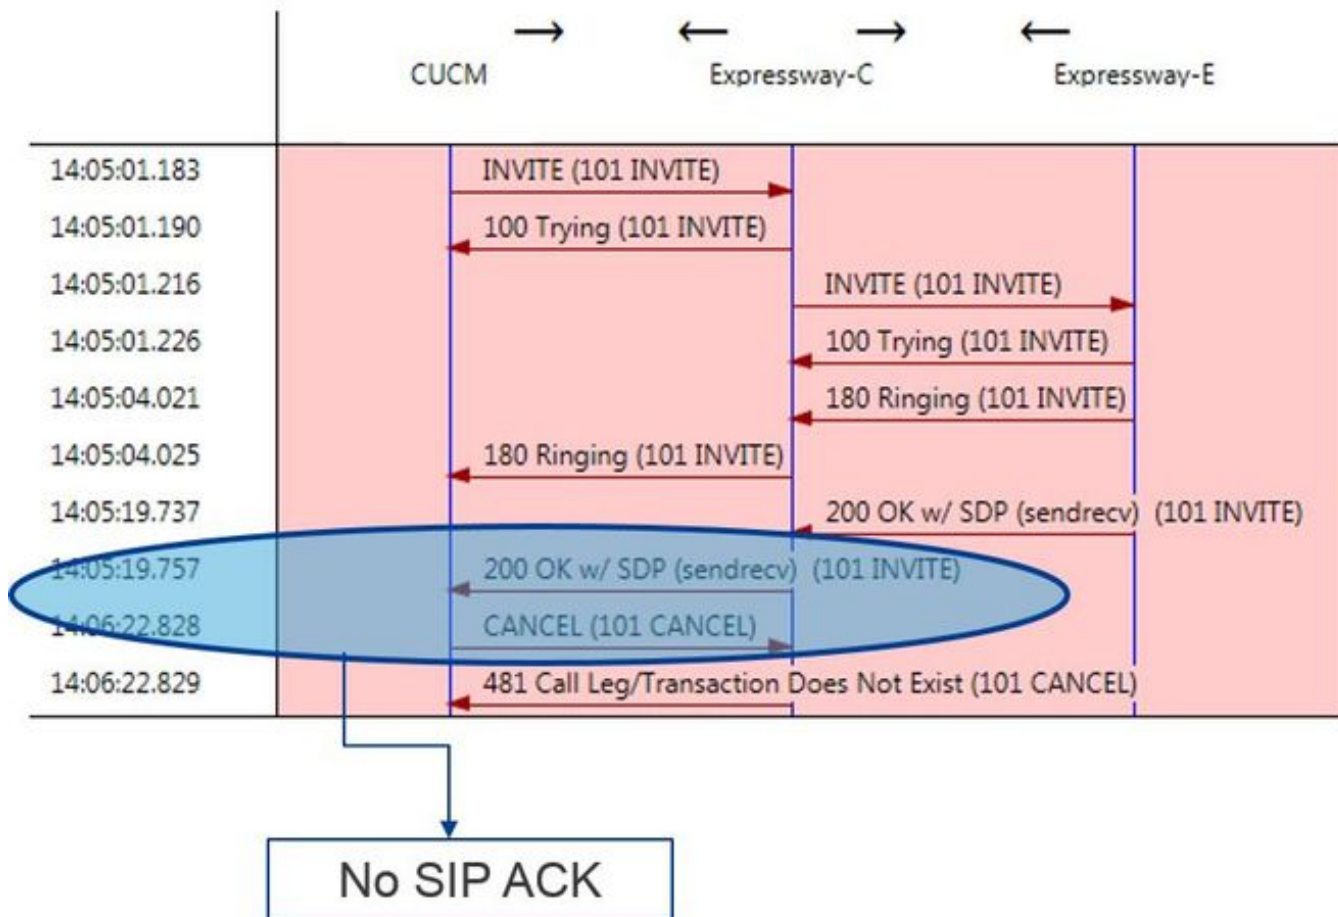 CUCM Expressway-C Expressway-E
14:05:01.183 INVITE (101 INVITE)
14:05:01.190 100 Trying (101 INVITE)
14:05:01.216 INVITE (101 INVITE)
14:05:01.226 100 Trying (101 INVITE)
14:05:04.021 180 Ringing (101 INVITE)
14:05:04.025 180 Ringing (101 INVITE)
14:05:19.737 200 OK w/ SDP (sendrecv) (101 INVITE)
14:05:19.757 200 OK w/ SDP (sendrecv) (101 INVITE)
14:06:22.828 CANCEL (101 CANCEL)
14:06:22.829 481 Call Leg/Transaction Does Not Exist (101 CANCEL)
No SIP ACK